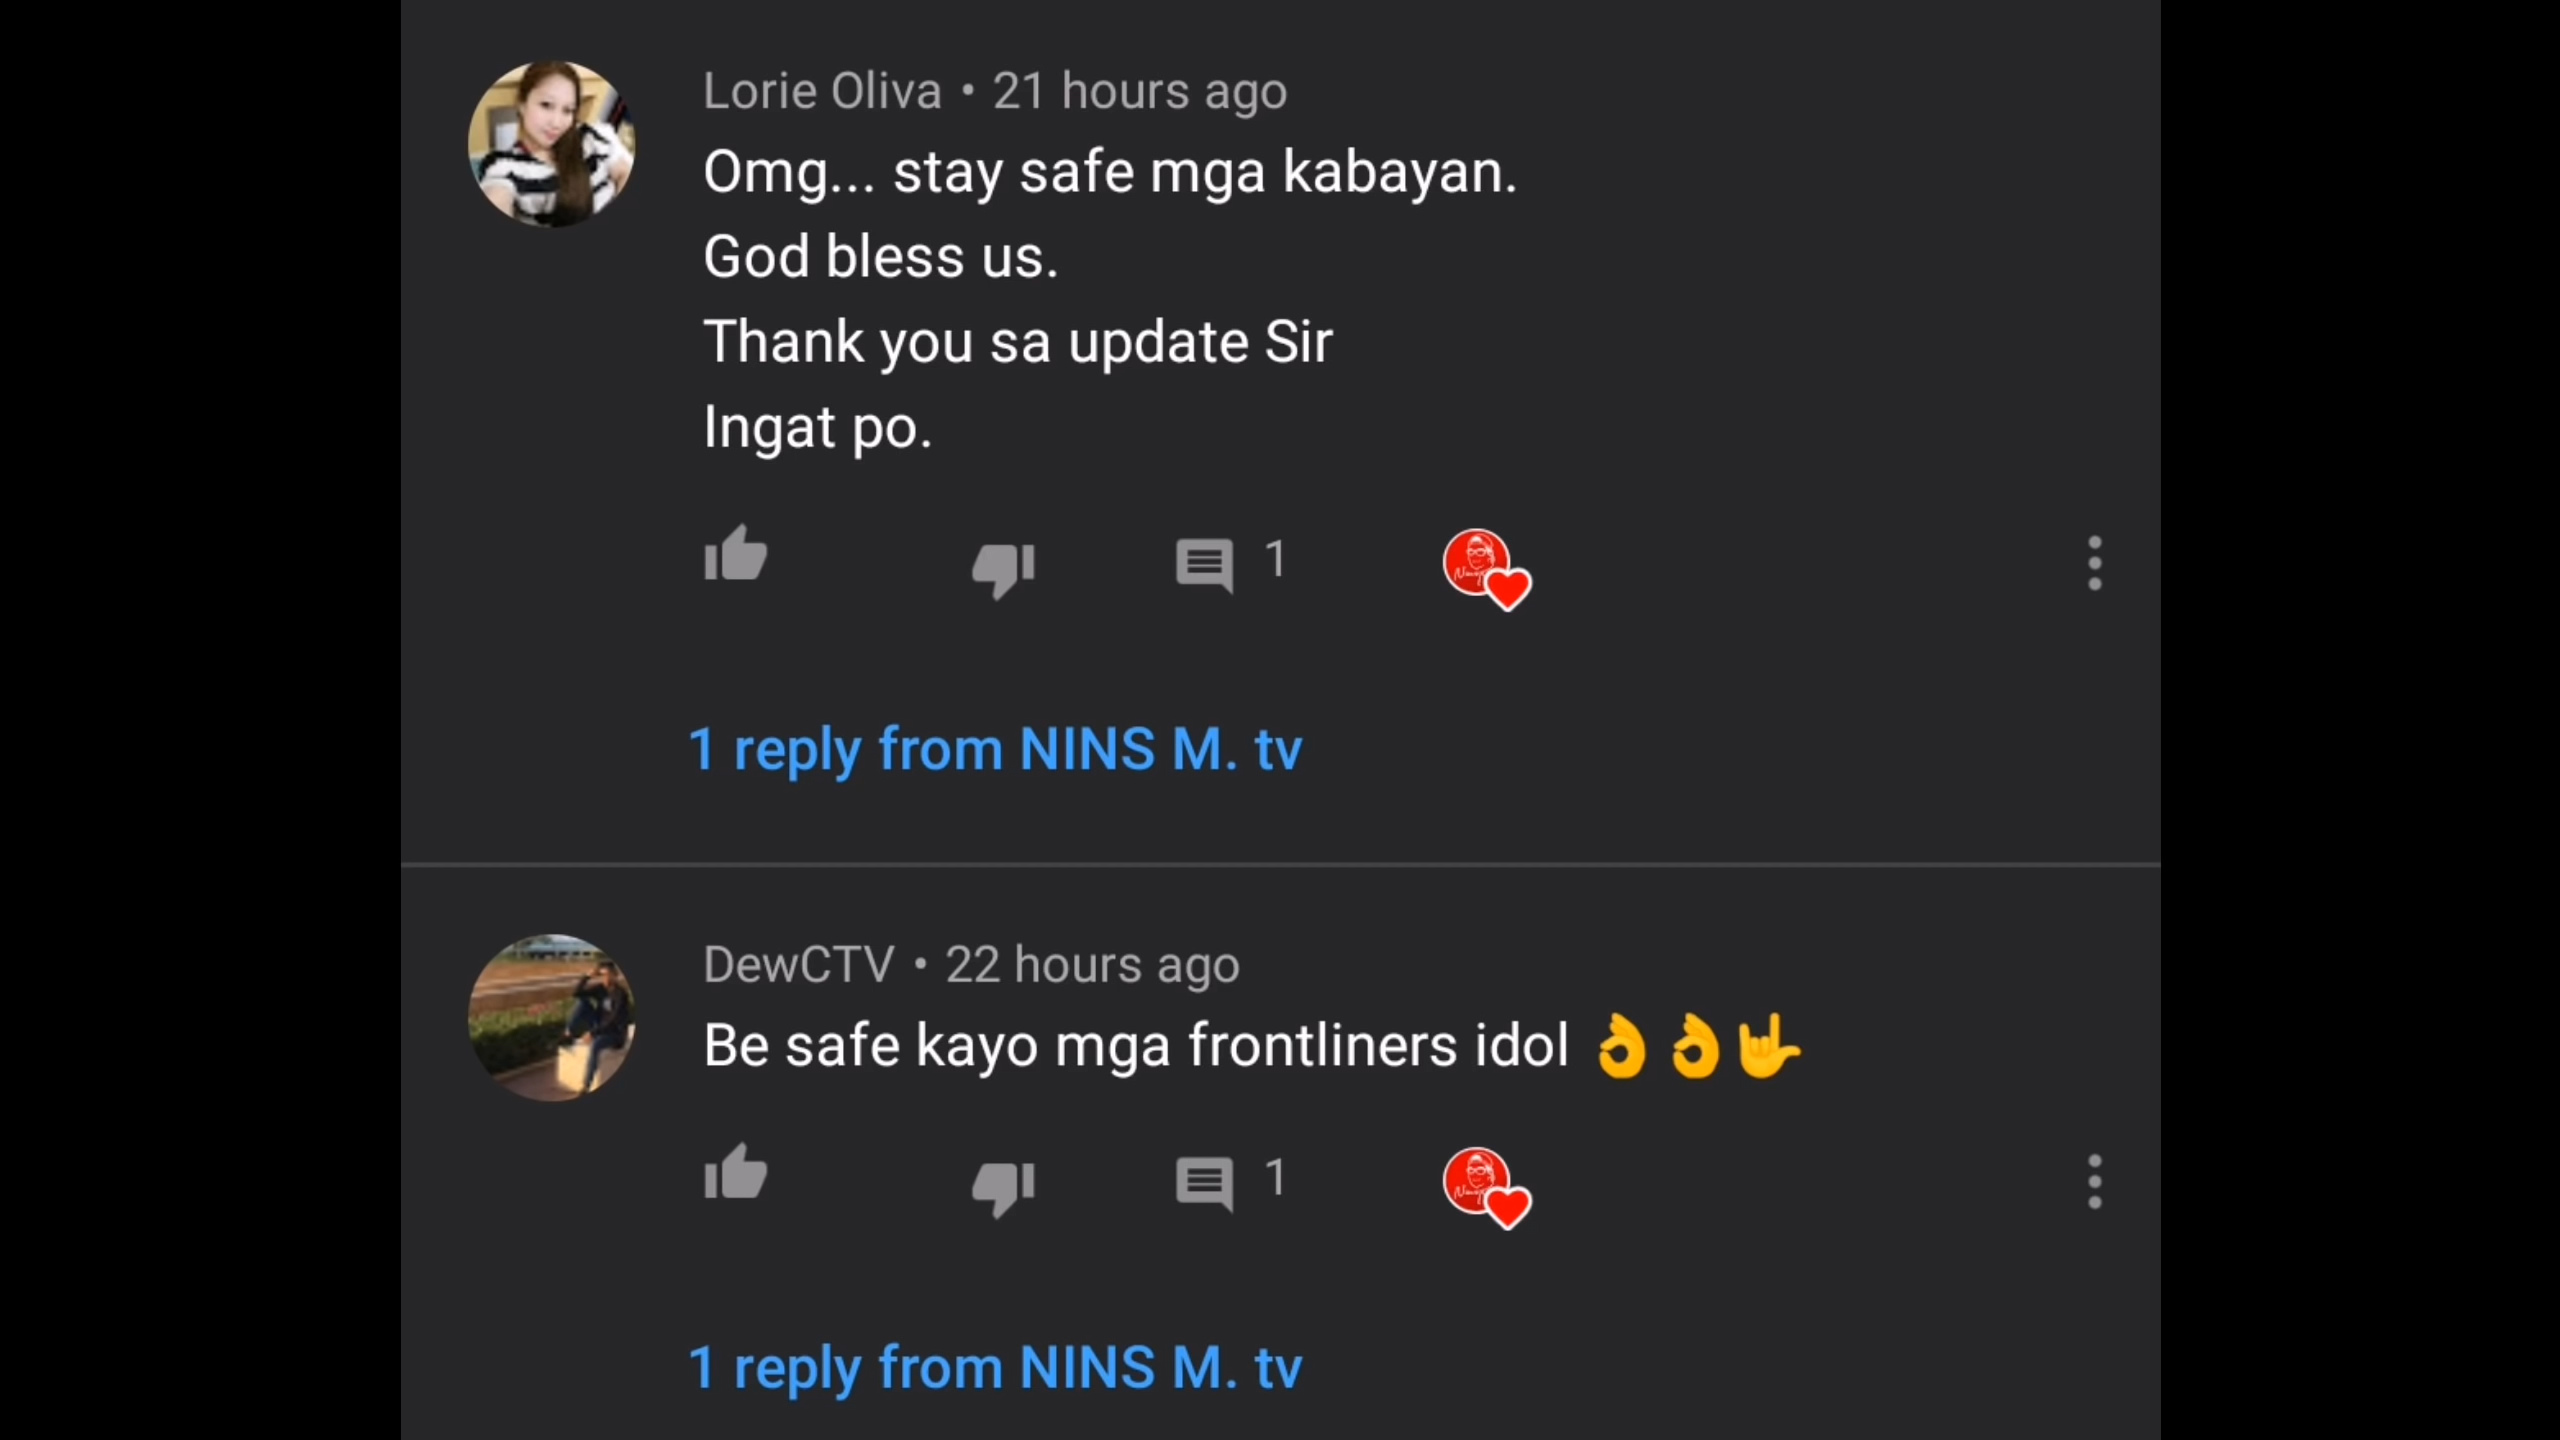 Lorie Oliva • 21 hours ago
Omg... stay safe mga kabayan.
God bless us.
Thank you sa update Sir
Ingat po.
1
1 reply from NINS M. tv
DewCTV • 22 hours ago
Be safe kayo mga frontliners idol 👌👌🤟
1
1 reply from NINS M. tv